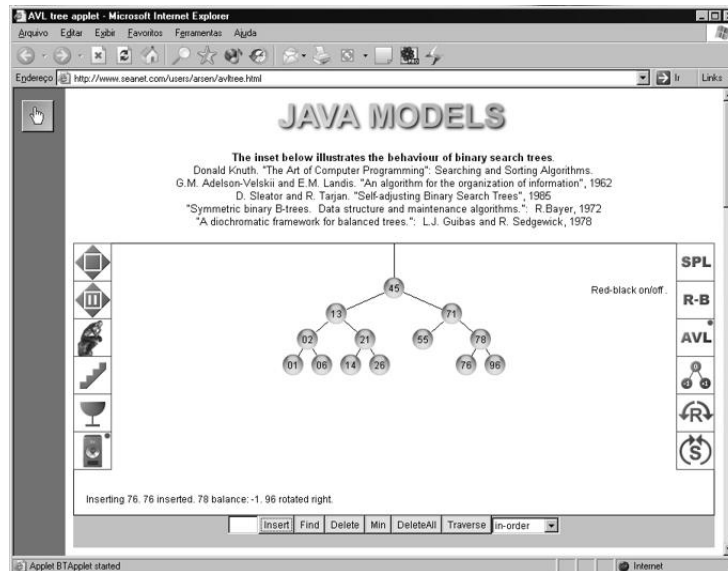 AVL tree applet - Microsoft Internet Explorer
Arquivo Editar Exibir Favoritos Ferramentas Ajuda
Endereço http://www.seanet.com/users/arsen/avltree.html Ir Links
JAVA MODELS
The inset below illustrates the behaviour of binary search trees.
Donald Knuth. "The Art of Computer Programming": Searching and Sorting Algorithms.
G.M. Adelson-Velskii and E.M. Landis. "An algorithm for the organization of information", 1962
D. Sleator and R. Tarjan. "Self-adjusting Binary Search Trees", 1985
"Symmetric binary B-trees. Data structure and maintenance algorithms.": R.Bayer, 1972
"A diochromatic framework for balanced trees.": L.J. Guibas and R. Sedgewick, 1978
SPL
45 Red-black on/off . R-B
13 71
02 21 55 78 AVL
01 06 14 26 76 96
0
-1 -1
R
S
Inserting 76. 76 inserted. 78 balance: -1. 96 rotated right.
Insert Find Delete Min DeleteAll Traverse in-order
Applet BTApplet started Internet